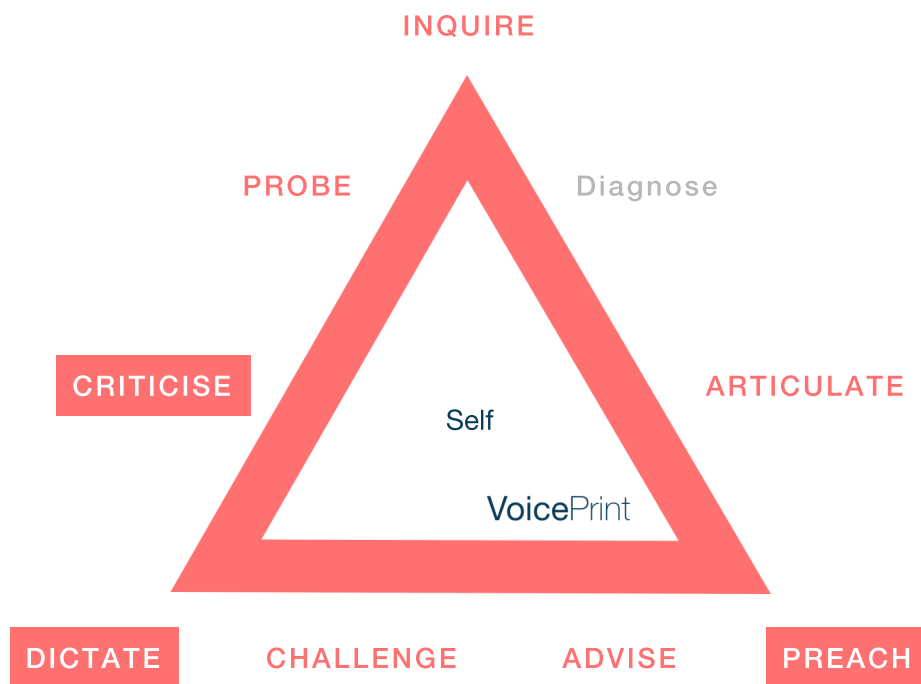 INQUIRE
PROBE
Diagnose
CRITICISE
ARTICULATE
Self
VoicePrint
DICTATE
CHALLENGE
ADVISE
PREACH